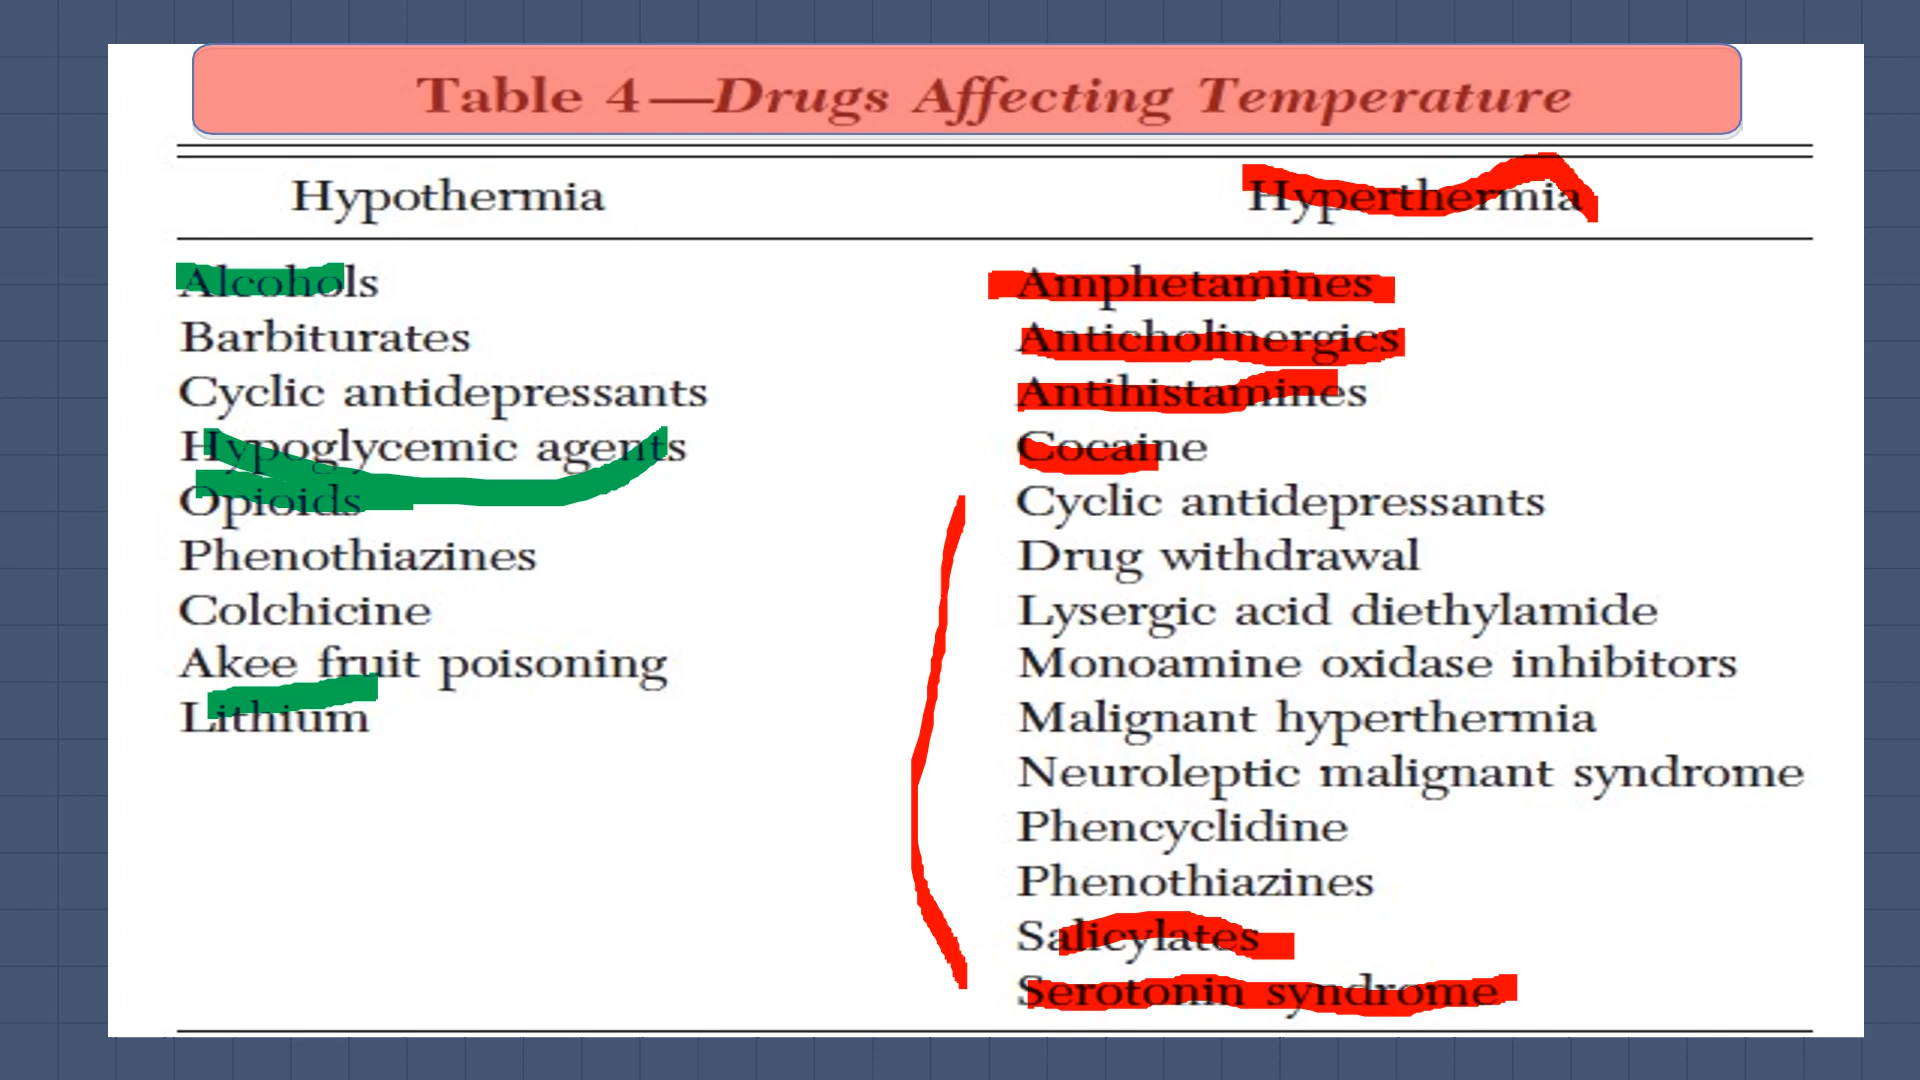 Table 4—Drugs Affecting Temperature
Hypothermia
Hyperthermia
Alcohols
Barbiturates
Cyclic antidepressants
Hypoglycemic agents
Opioids
Phenothiazines
Colchicine
Akee fruit poisoning
Lithium
Amphetamines
Anticholinergics
Antihistamines
Cocaine
Cyclic antidepressants
Drug withdrawal
Lysergic acid diethylamide
Monoamine oxidase inhibitors
Malignant hyperthermia
Neuroleptic malignant syndrome
Phencyclidine
Phenothiazines
Salicylates
Serotonin syndrome